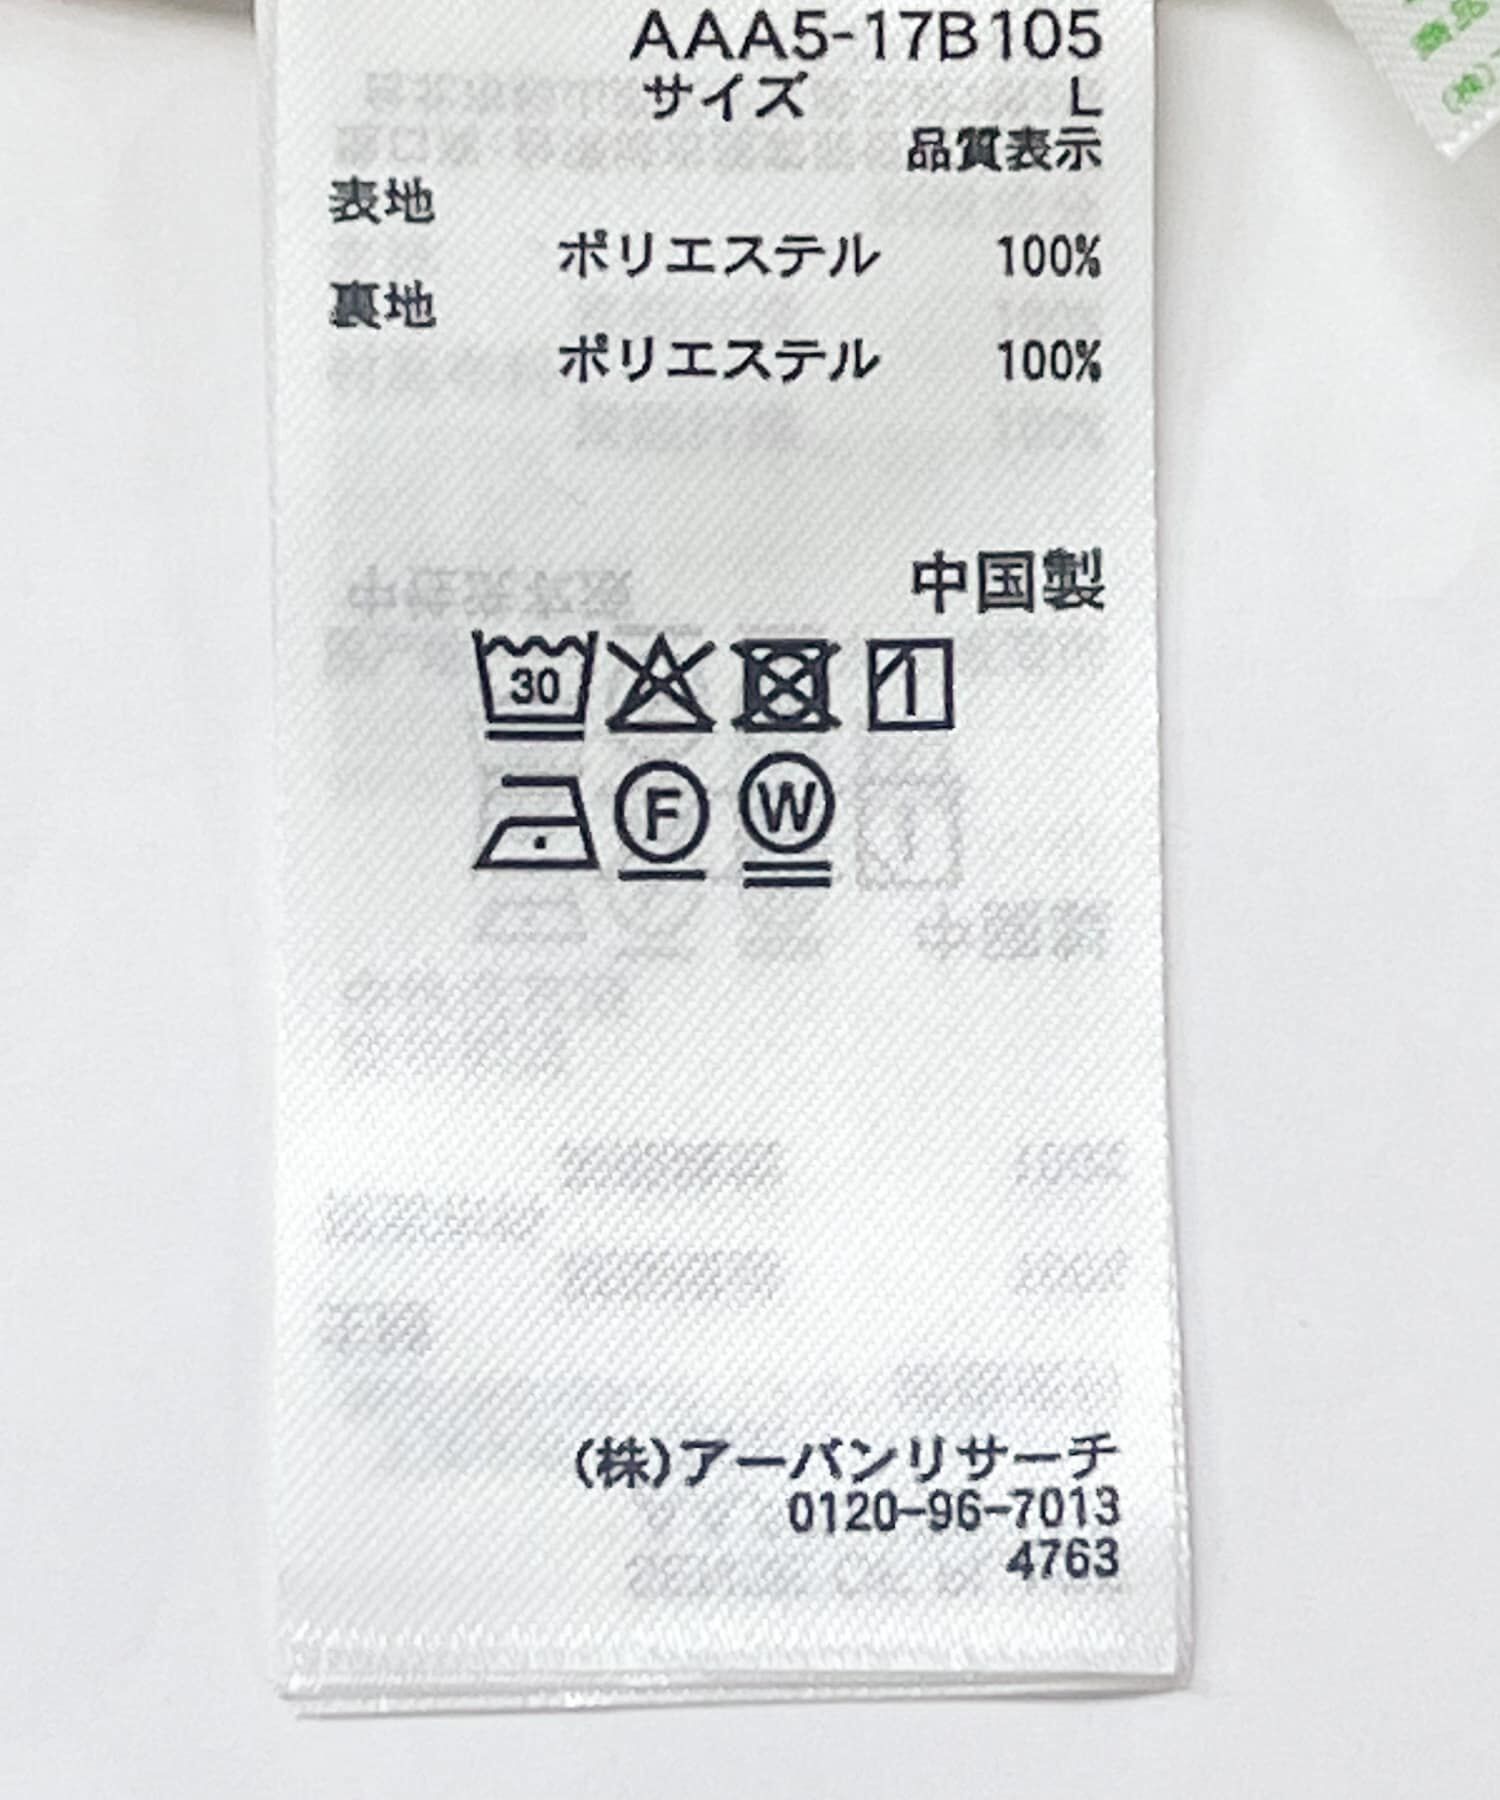 AAA5-17B105
サイズ L
品質表示
表地
ポリエステル 100%
裏地
ポリエステル 100%
中国製
30
F W
(株)アーバンリサーチ
0120-96-7013
4763